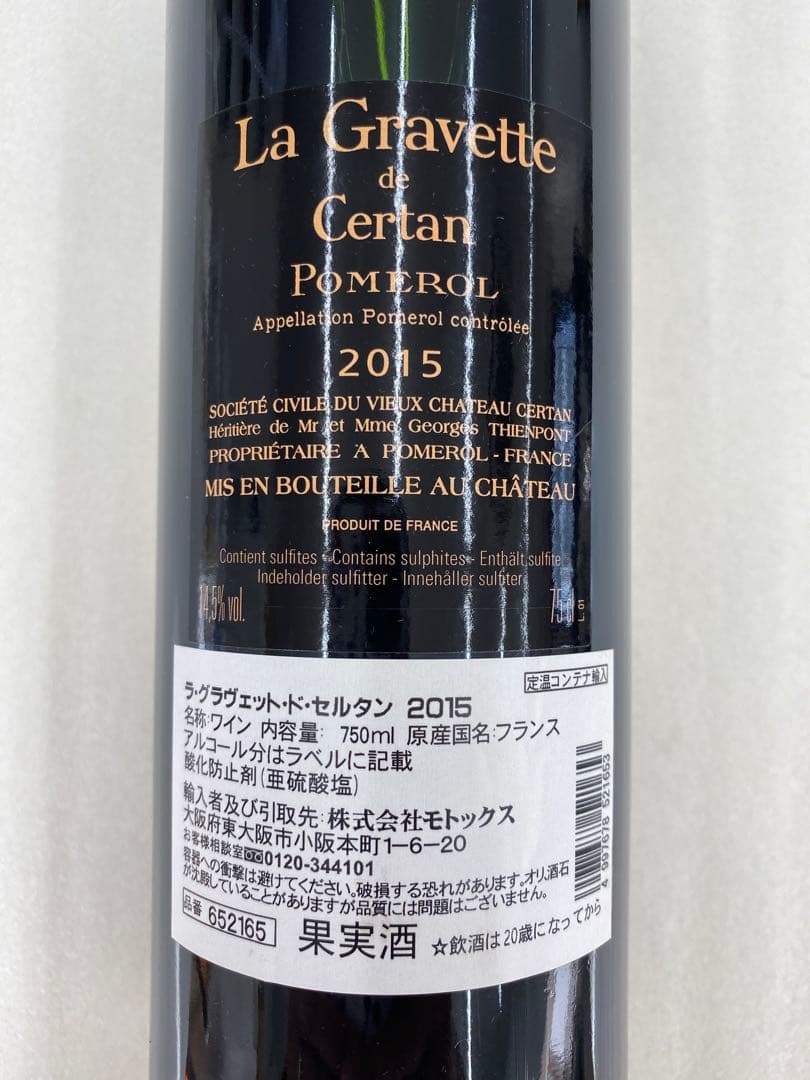 La Gravette
de
Certan
POMEROL
Appellation Pomerol contrôlée
2015
SOCIÉTÉ CIVILE DU VIEUX CHATEAU CERTAN
Héritière de Mr et Mme Georges THIENPONT
PROPRIÉTAIRE A POMEROL - FRANCE
MIS EN BOUTEILLE AU CHÂTEAU
PRODUIT DE FRANCE
Contient sulfites - Contains sulphites - Enthält sulfite
Indeholder sulfitter - Innehåller sulfiter
14,5% vol. 75 cl
定温コンテナ輸入
ラ・グラヴェット・ド・セルタン 2015
名称:ワイン 内容量: 750ml 原産国名:フランス
アルコール分はラベルに記載
酸化防止剤(亜硫酸塩)
輸入者及び引取先: 株式会社モトックス
大阪府東大阪市小阪本町1-6-20
お客様相談室 0120-344101
容器への衝撃は避けてください。破損する恐れがあります。オリ、酒石
が沈殿していることがありますが品質には問題はございません。
品番 652165 果実酒 ☆飲酒は20歳になってから
4 997678 521653